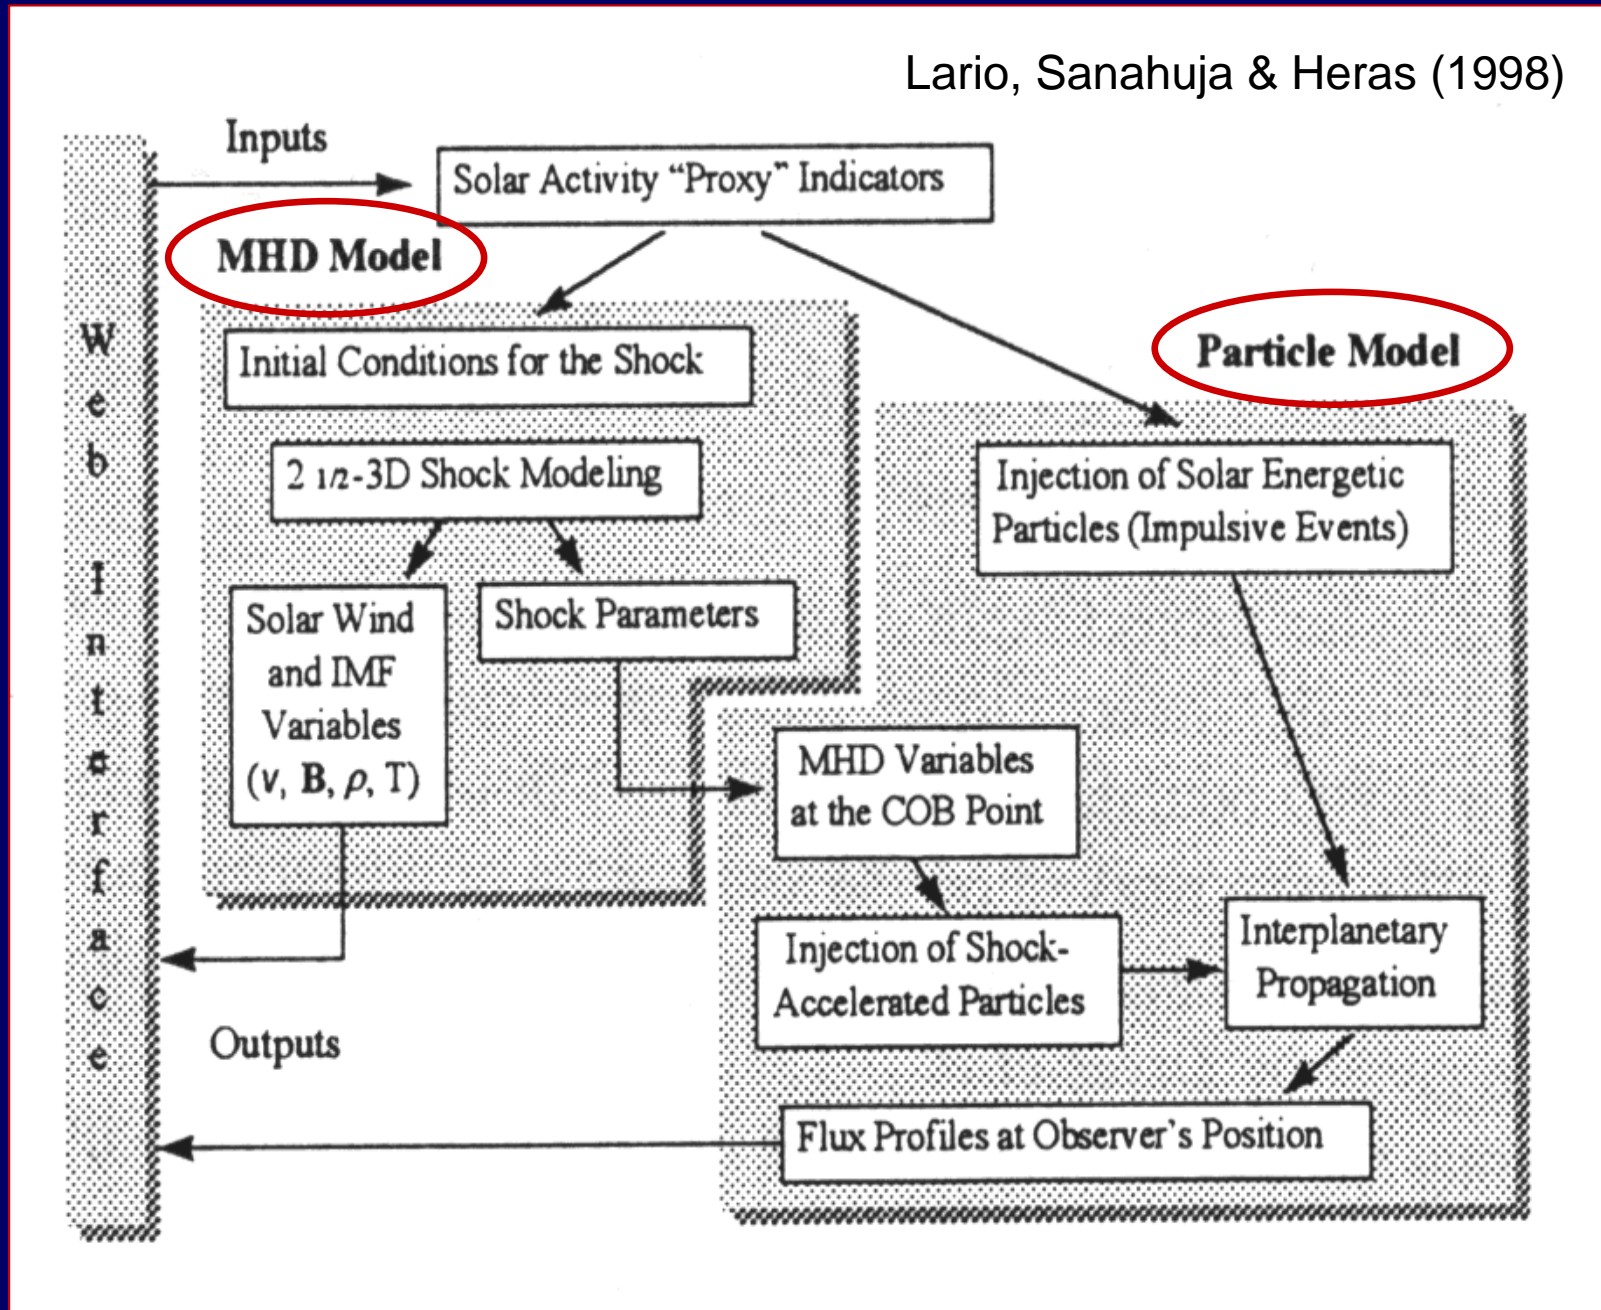 Lario, Sanahuja & Heras (1998)
Web Interface
Inputs
Solar Activity “Proxy” Indicators
MHD Model
Initial Conditions for the Shock
2 1/2-3D Shock Modeling
Solar Wind
and IMF
Variables
(v, B, ρ, T)
Shock Parameters
Particle Model
Injection of Solar Energetic
Particles (Impulsive Events)
MHD Variables
at the COB Point
Injection of Shock-
Accelerated Particles
Interplanetary
Propagation
Outputs
Flux Profiles at Observer's Position